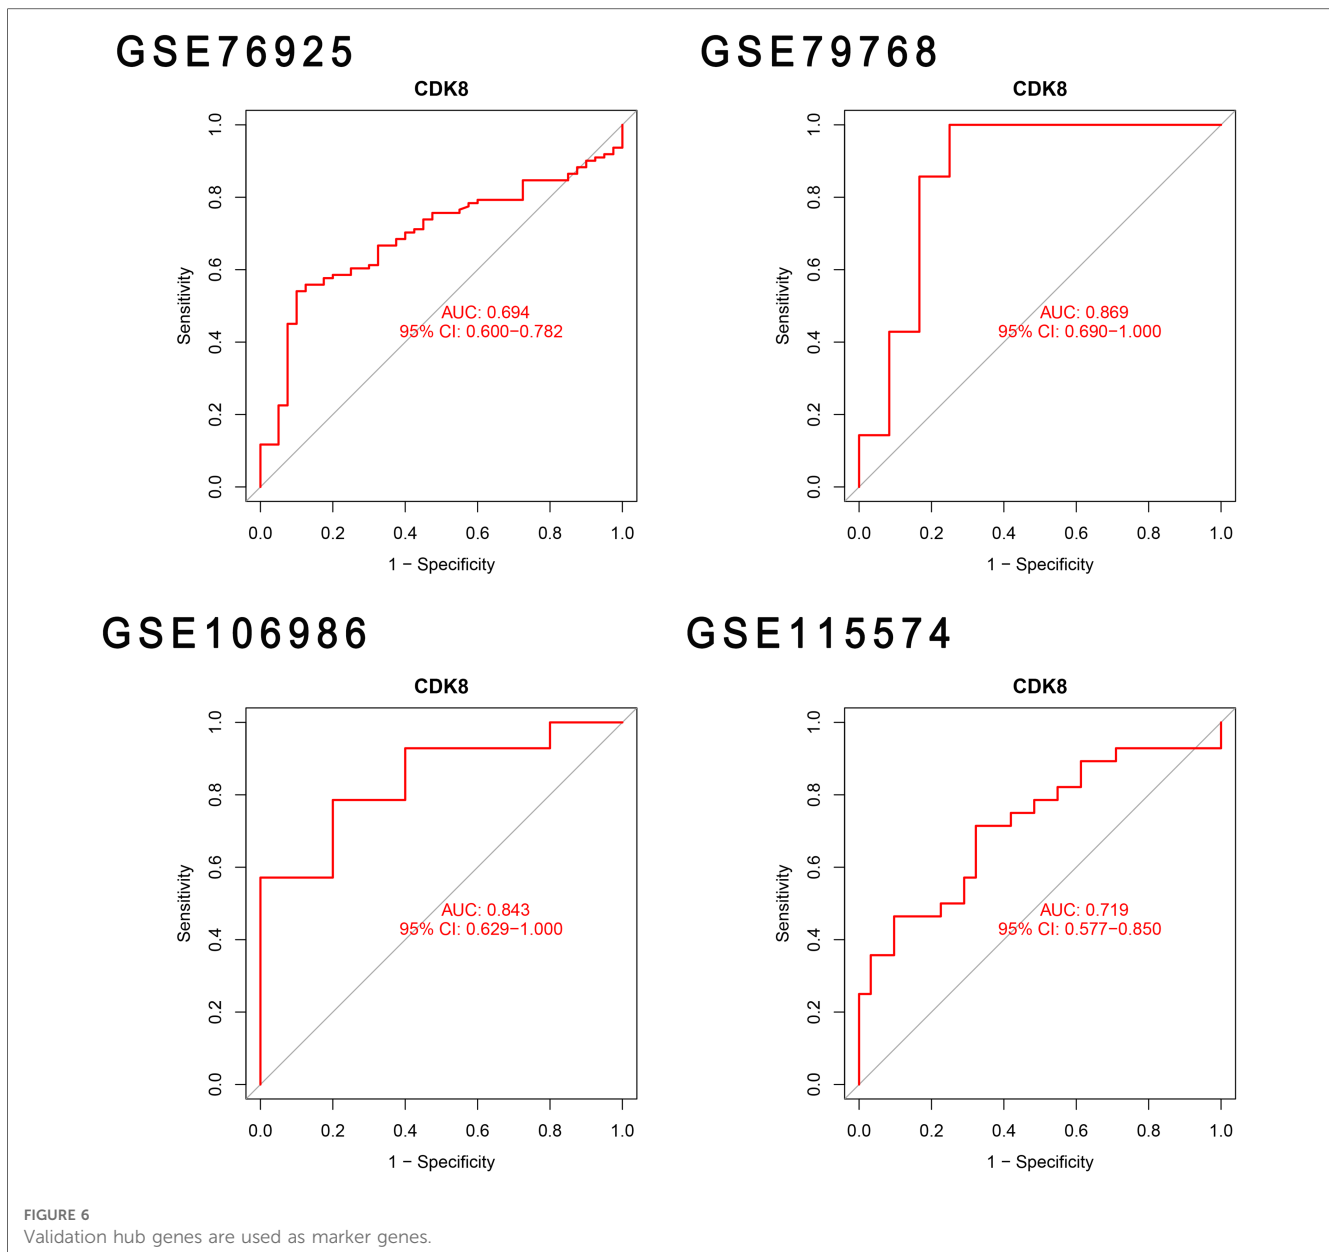 GSE76925
CDK8
1.0
0.8
0.6
0.4
0.2
0.0
Sensitivity
AUC: 0.694
95% CI: 0.600−0.782
0.0 0.2 0.4 0.6 0.8 1.0
1 − Specificity
GSE79768
CDK8
1.0
0.8
0.6
0.4
0.2
0.0
Sensitivity
AUC: 0.869
95% CI: 0.690−1.000
0.0 0.2 0.4 0.6 0.8 1.0
1 − Specificity
GSE106986
CDK8
1.0
0.8
0.6
0.4
0.2
0.0
Sensitivity
AUC: 0.843
95% CI: 0.629−1.000
0.0 0.2 0.4 0.6 0.8 1.0
1 − Specificity
GSE115574
CDK8
1.0
0.8
0.6
0.4
0.2
0.0
Sensitivity
AUC: 0.719
95% CI: 0.577−0.850
0.0 0.2 0.4 0.6 0.8 1.0
1 − Specificity
FIGURE 6
Validation hub genes are used as marker genes.